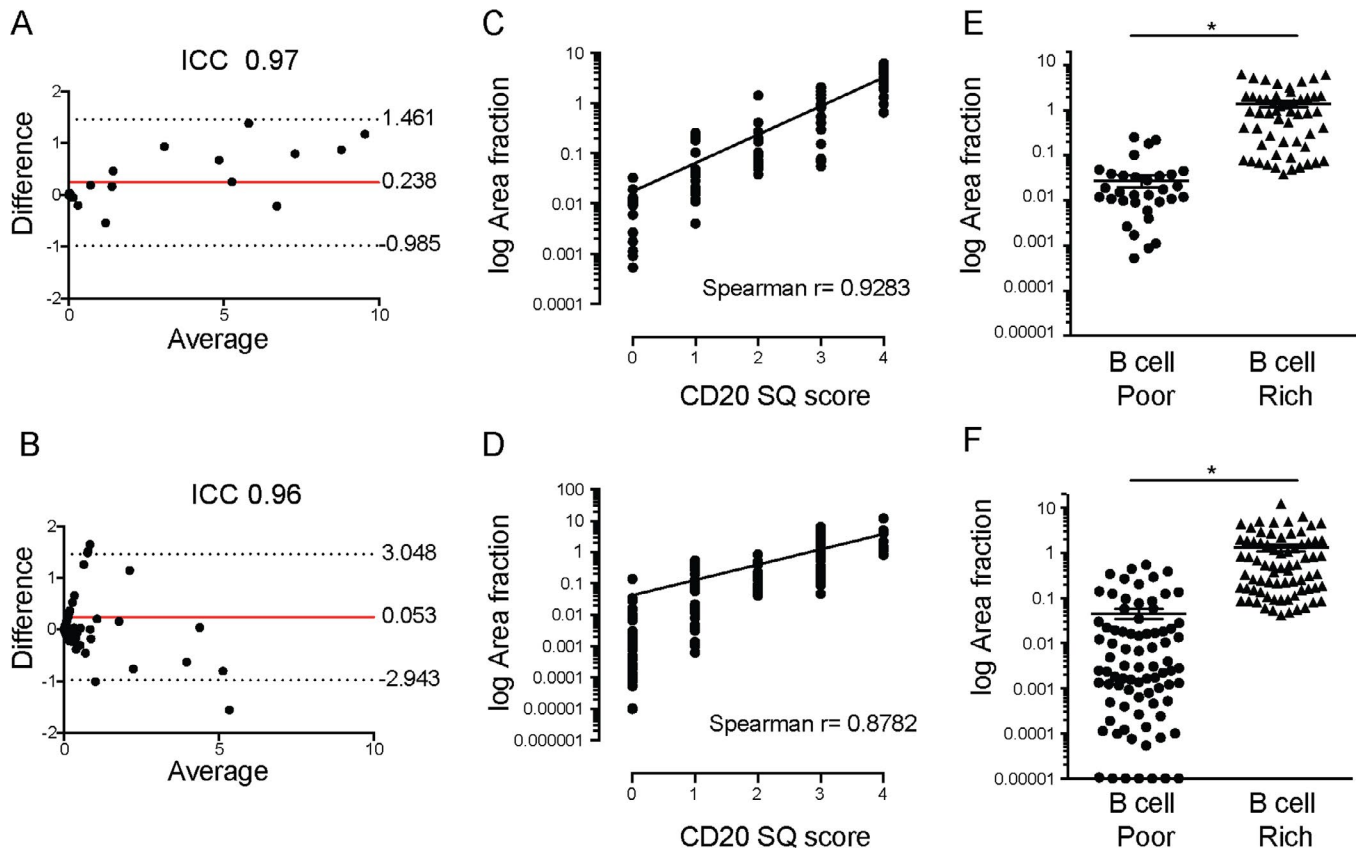 A
ICC 0.97
Difference
2
1
0
-1
-2
1.461
0.238
-0.985
0
5
10
Average
B
ICC 0.96
Difference
2
1
0
-1
-2
3.048
0.053
-2.943
0
5
10
Average
C
log Area fraction
10
1
0.1
0.01
0.001
0.0001
Spearman r= 0.9283
0 1 2 3 4
CD20 SQ score
D
log Area fraction
100
10
1
0.1
0.01
0.001
0.0001
0.00001
0.000001
Spearman r= 0.8782
0 1 2 3 4
CD20 SQ score
E
*
log Area fraction
10
1
0.1
0.01
0.001
0.0001
0.00001
B cell
Poor
B cell
Rich
F
*
log Area fraction
100
10
1
0.1
0.01
0.001
0.0001
0.00001
B cell
Poor
B cell
Rich